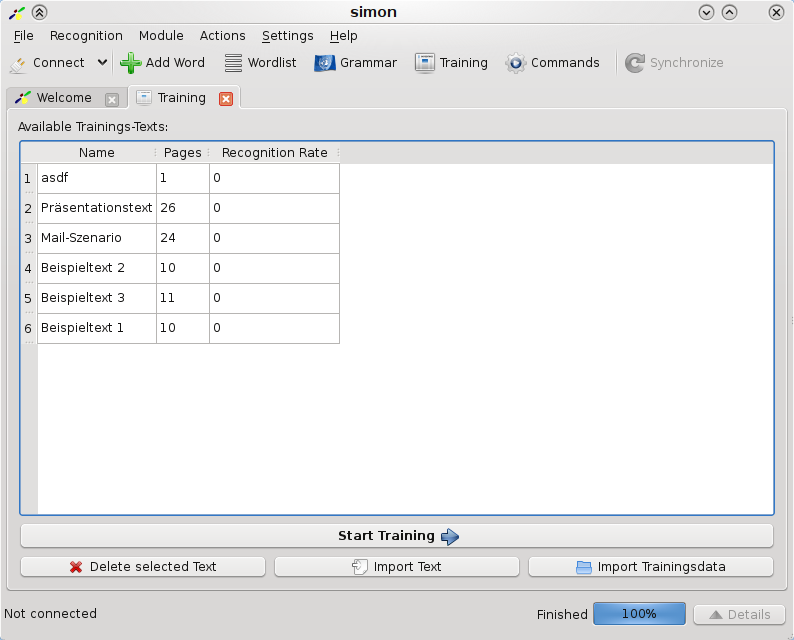 simon
File Recognition Module Actions Settings Help
Connect Add Word Wordlist Grammar Training Commands Synchronize
Welcome Training
Available Trainings-Texts:
Name Pages Recognition Rate
1 asdf 1 0
2 Präsentationstext 26 0
3 Mail-Szenario 24 0
4 Beispieltext 2 10 0
5 Beispieltext 3 11 0
6 Beispieltext 1 10 0
Start Training
Delete selected Text Import Text Import Trainingsdata
Not connected Finished 100% Details